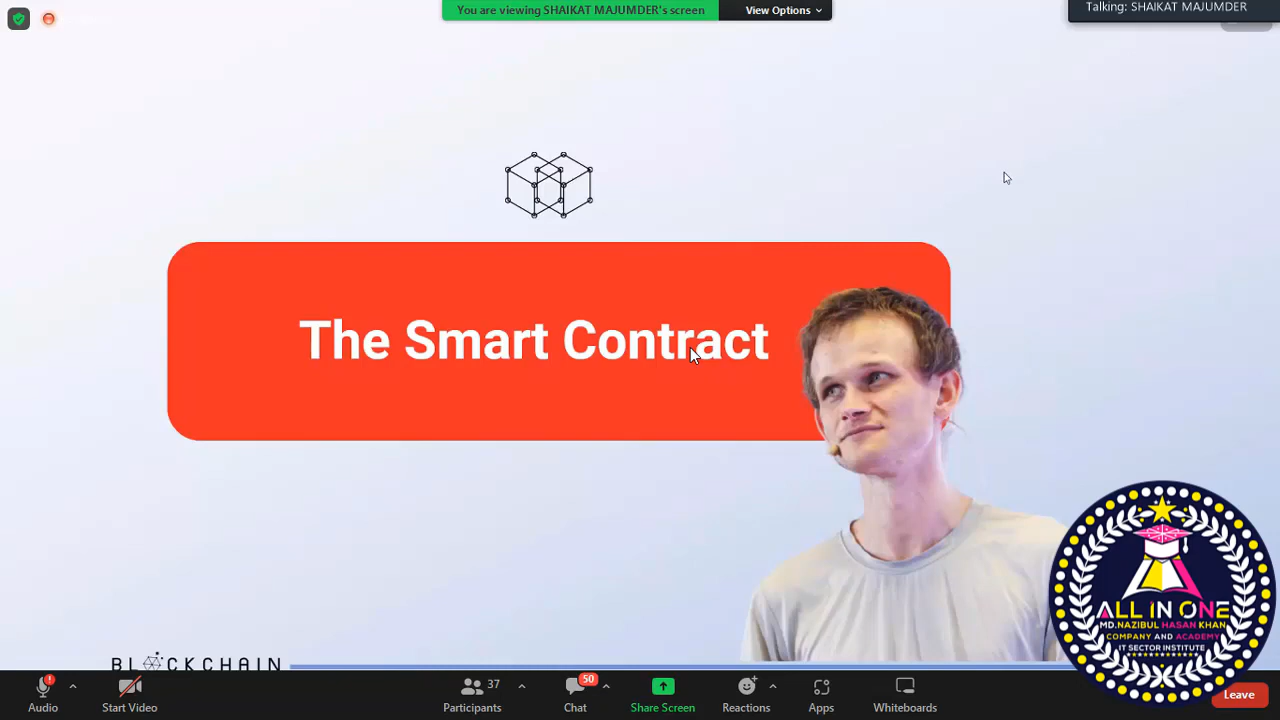 You are viewing SHAIKAT MAJUMDER's screen
View Options
Talking: SHAIKAT MAJUMDER
The Smart Contract
ALL IN ONE
MD.NAZIBUL HASAN KHAN
COMPANY AND ACADEMY
IT SECTOR INSTITUTE
BLOCKCHAIN
Audio
Start Video
37
Participants
50
Chat
Share Screen
Reactions
Apps
Whiteboards
Leave